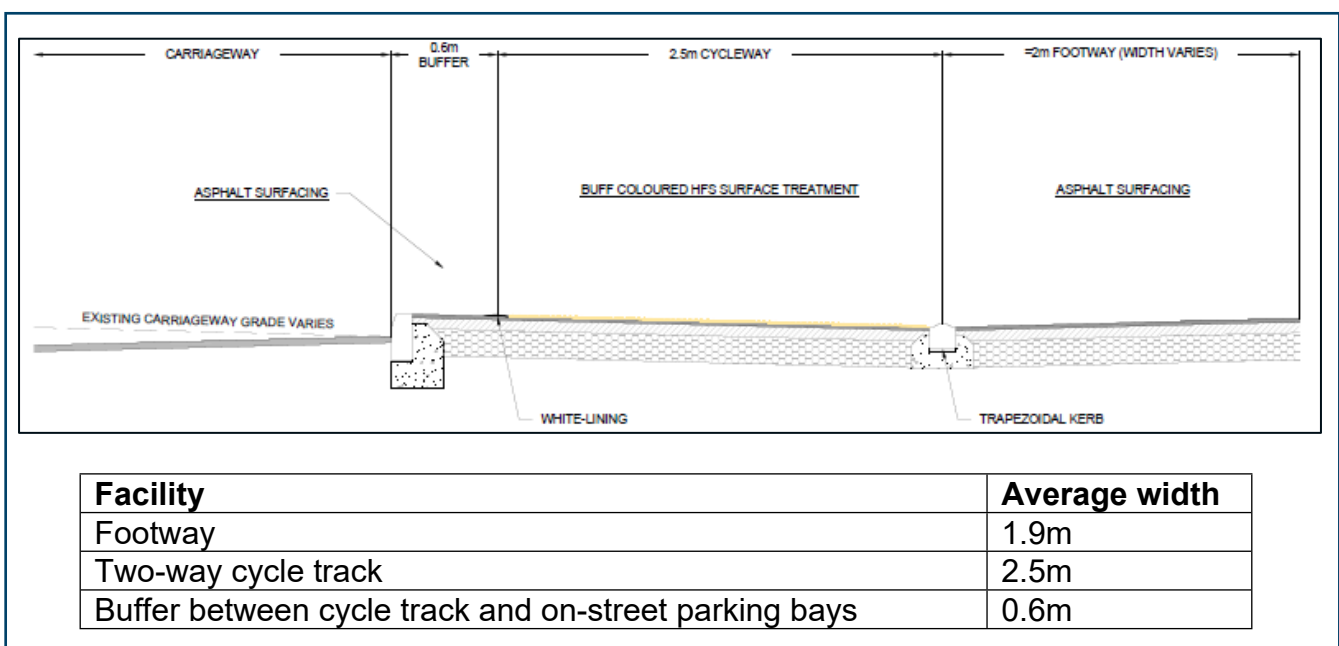 CARRIAGEWAY
0.6m
BUFFER
2.5m CYCLEWAY
=2m FOOTWAY (WIDTH VARIES)
ASPHALT SURFACING
BUFF COLOURED HFS SURFACE TREATMENT
ASPHALT SURFACING
EXISTING CARRIAGEWAY GRADE VARIES
WHITE-LINING
TRAPEZOIDAL KERB
Facility Average width
Footway 1.9m
Two-way cycle track 2.5m
Buffer between cycle track and on-street parking bays 0.6m